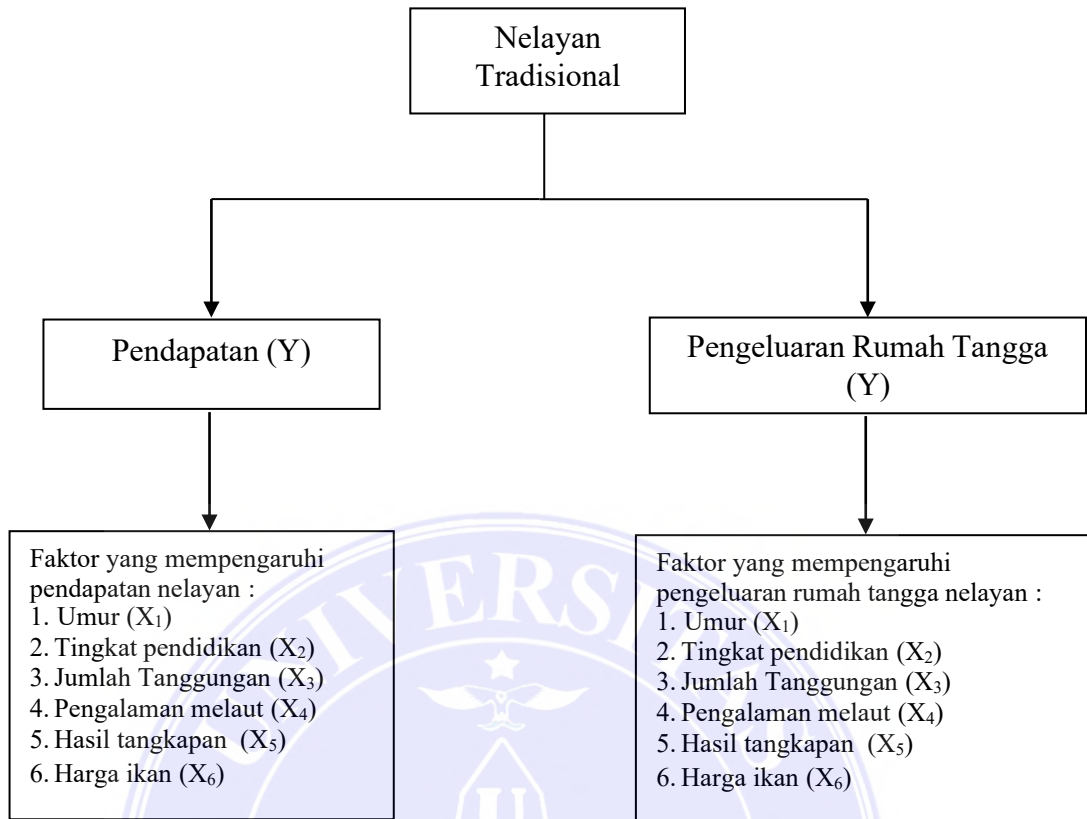 Nelayan
Tradisional
Pendapatan (Y)
Pengeluaran Rumah Tangga
(Y)
Faktor yang mempengaruhi
pendapatan nelayan :
1. Umur (X₁)
2. Tingkat pendidikan (X₂)
3. Jumlah Tanggungan (X₃)
4. Pengalaman melaut (X₄)
5. Hasil tangkapan (X₅)
6. Harga ikan (X₆)
Faktor yang mempengaruhi
pengeluaran rumah tangga nelayan :
1. Umur (X₁)
2. Tingkat pendidikan (X₂)
3. Jumlah Tanggungan (X₃)
4. Pengalaman melaut (X₄)
5. Hasil tangkapan (X₅)
6. Harga ikan (X₆)
UNIVERSITAS